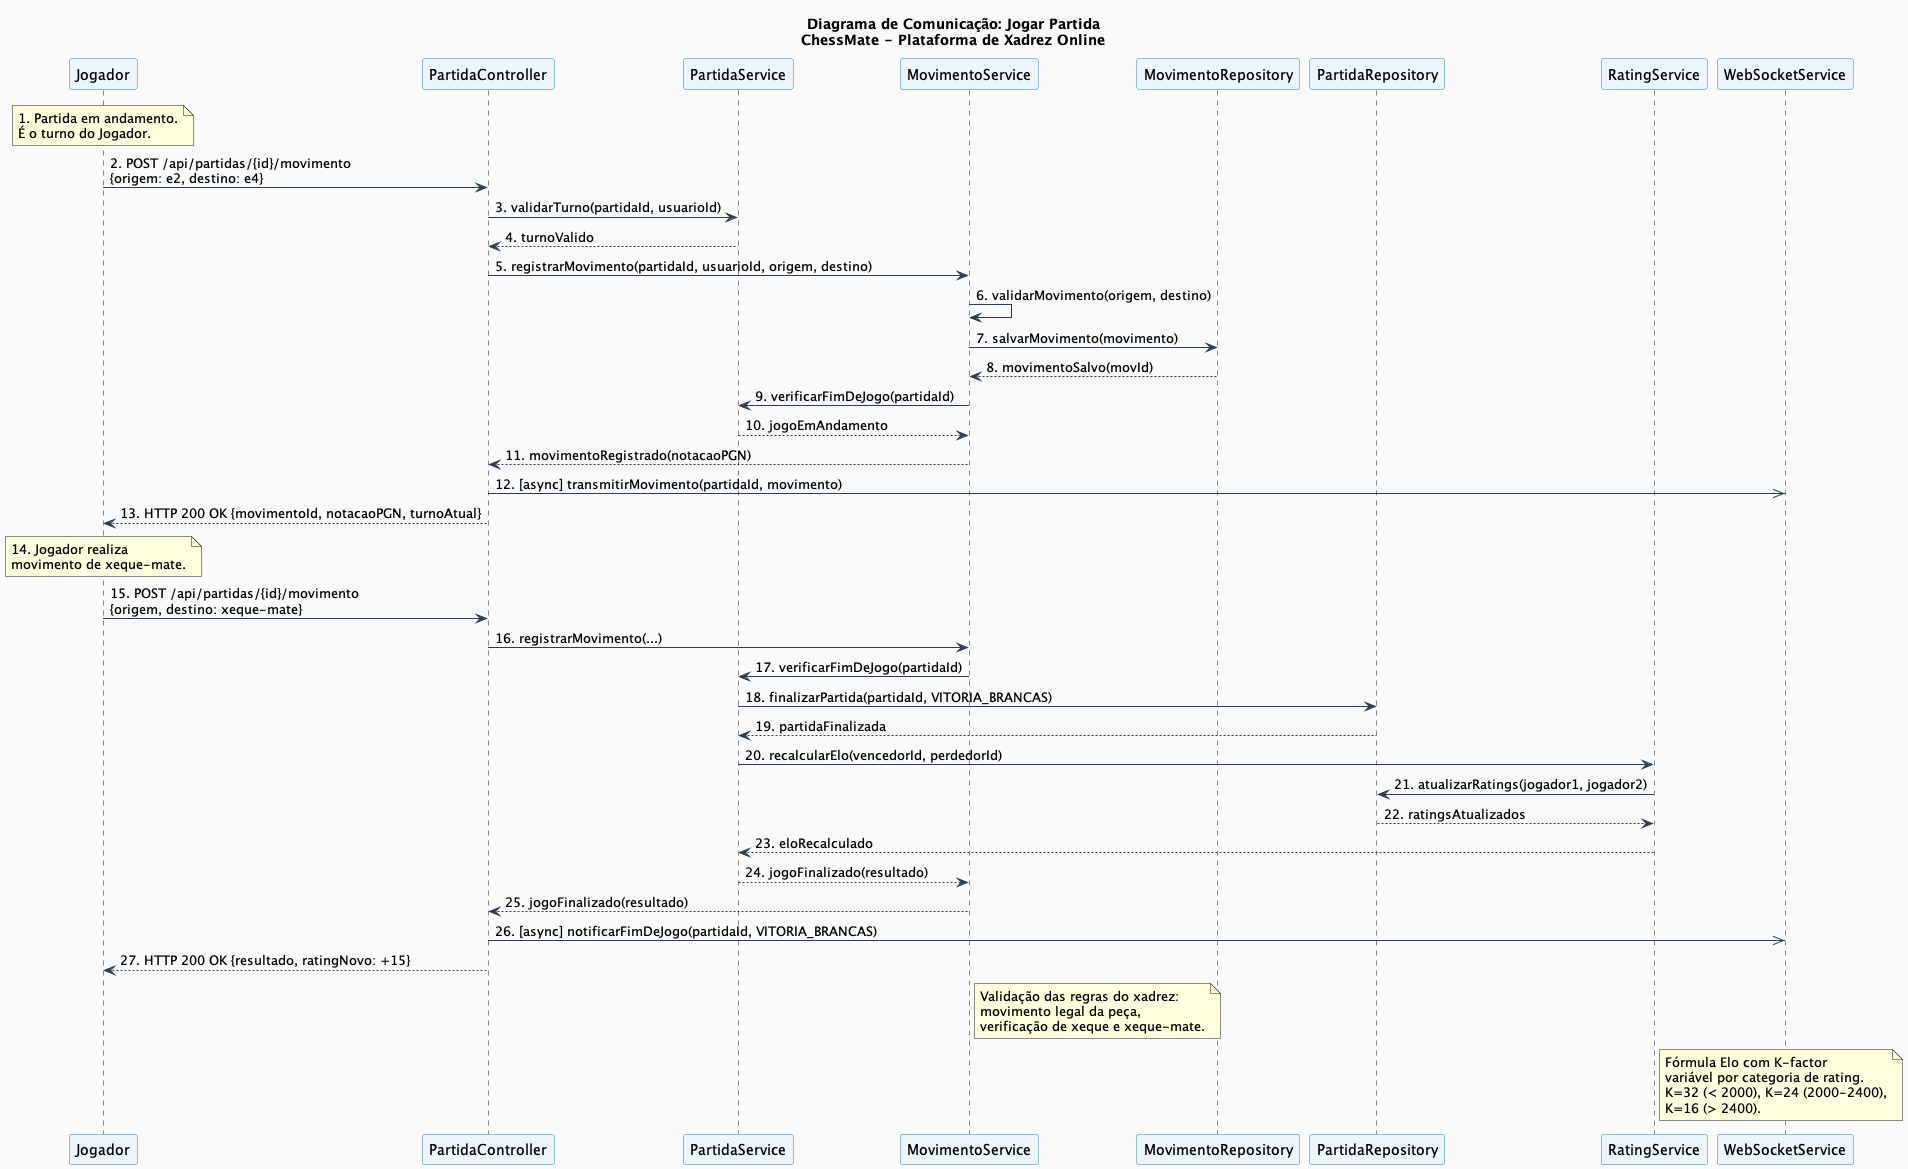 Diagrama de Comunicação: Jogar Partida
ChessMate - Plataforma de Xadrez Online
Jogador
PartidaController
PartidaService
MovimentoService
MovimentoRepository
PartidaRepository
RatingService
WebSocketService
1. Partida em andamento.
É o turno do Jogador.
2. POST /api/partidas/{id}/movimento
{origem: e2, destino: e4}
3. validarTurno(partidaId, usuarioId)
4. turnoValido
5. registrarMovimento(partidaId, usuarioId, origem, destino)
6. validarMovimento(origem, destino)
7. salvarMovimento(movimento)
8. movimentoSalvo(movId)
9. verificarFimDeJogo(partidaId)
10. jogoEmAndamento
11. movimentoRegistrado(notacaoPGN)
12. [async] transmitirMovimento(partidaId, movimento)
13. HTTP 200 OK {movimentoId, notacaoPGN, turnoAtual}
14. Jogador realiza
movimento de xeque-mate.
15. POST /api/partidas/{id}/movimento
{origem, destino: xeque-mate}
16. registrarMovimento(...)
17. verificarFimDeJogo(partidaId)
18. finalizarPartida(partidaId, VITORIA_BRANCAS)
19. partidaFinalizada
20. recalcularElo(vencedorId, perdedorId)
21. atualizarRatings(jogador1, jogador2)
22. ratingsAtualizados
23. eloRecalculado
24. jogoFinalizado(resultado)
25. jogoFinalizado(resultado)
26. [async] notificarFimDeJogo(partidaId, VITORIA_BRANCAS)
27. HTTP 200 OK {resultado, ratingNovo: +15}
Validação das regras do xadrez:
movimento legal da peça,
verificação de xeque e xeque-mate.
Fórmula Elo com K-factor
variável por categoria de rating.
K=32 (< 2000), K=24 (2000-2400),
K=16 (> 2400).
Jogador
PartidaController
PartidaService
MovimentoService
MovimentoRepository
PartidaRepository
RatingService
WebSocketService